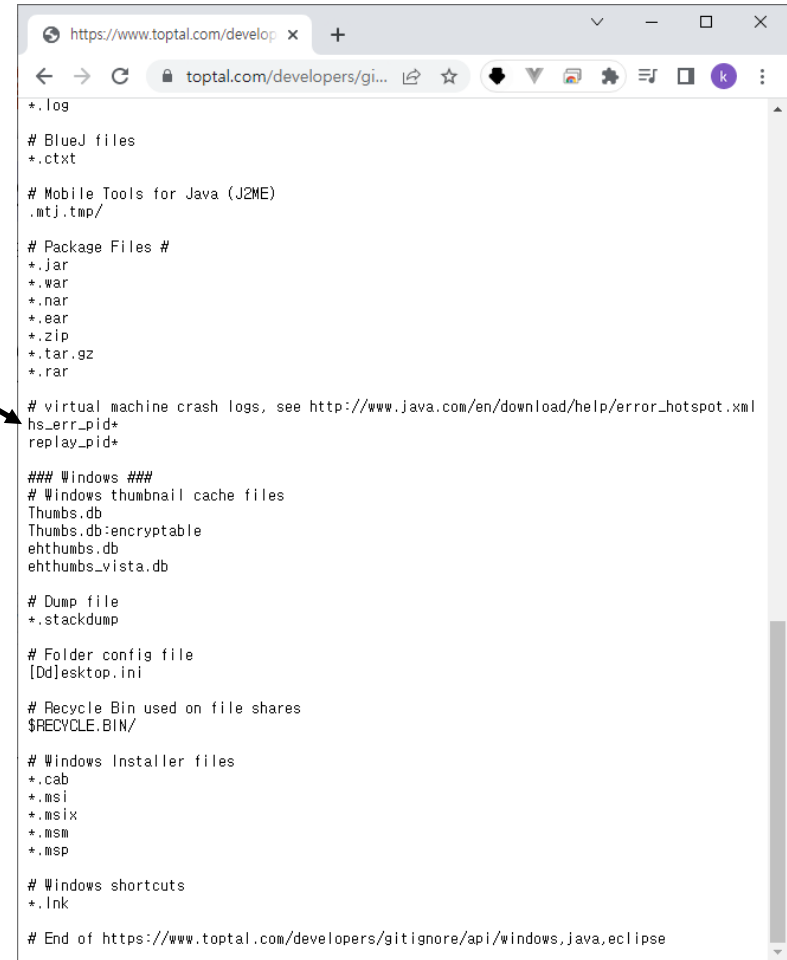 https://www.toptal.com/develop
toptal.com/developers/gi...
k
*.log
# BlueJ files
*.ctxt
# Mobile Tools for Java (J2ME)
.mtj.tmp/
# Package Files #
*.jar
*.war
*.nar
*.ear
*.zip
*.tar.gz
*.rar
# virtual machine crash logs, see http://www.java.com/en/download/help/error_hotspot.xml
hs_err_pid*
replay_pid*
### Windows ###
# Windows thumbnail cache files
Thumbs.db
Thumbs.db:encryptable
ehthumbs.db
ehthumbs_vista.db
# Dump file
*.stackdump
# Folder config file
[Dd]esktop.ini
# Recycle Bin used on file shares
$RECYCLE.BIN/
# Windows Installer files
*.cab
*.msi
*.msix
*.msm
*.msp
# Windows shortcuts
*.lnk
# End of https://www.toptal.com/developers/gitignore/api/windows,java,eclipse